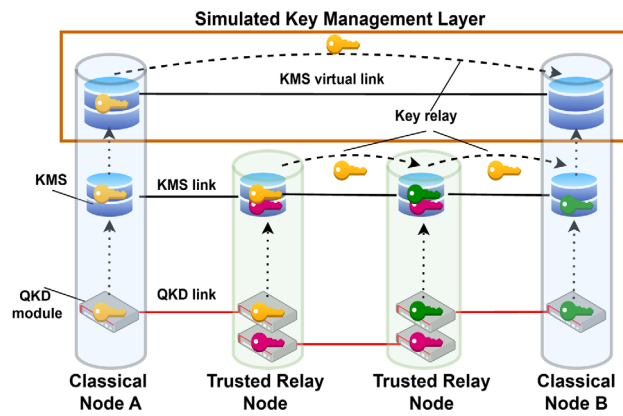 Simulated Key Management Layer
KMS virtual link
Key relay
KMS
KMS link
QKD
module
QKD link
Classical
Node A
Trusted Relay
Node
Trusted Relay
Node
Classical
Node B